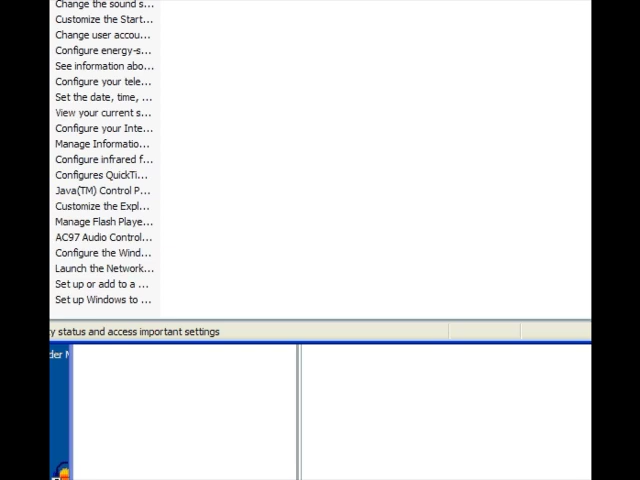 Change the sound s...
Customize the Start...
Change user accou...
Configure energy-s...
See information abo...
Configure your tele...
Set the date, time, ...
View your current s...
Configure your Inte...
Manage Informatio...
Configure infrared f...
Configures QuickTi...
Java(TM) Control P...
Customize the Expl...
Manage Flash Playe...
AC97 Audio Control...
Configure the Wind...
Launch the Network...
Set up or add to a ...
Set up Windows to ...
y status and access important settings
der M